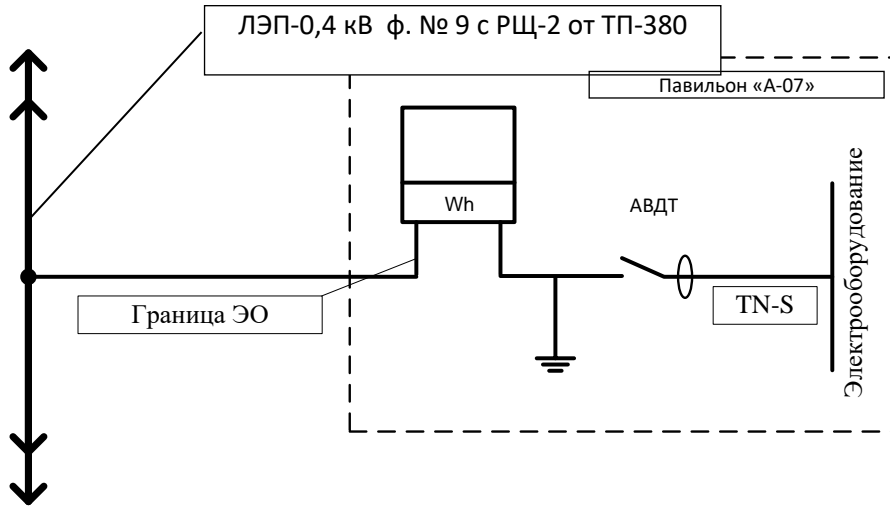 ЛЭП-0,4 кВ ф. № 9 с РЩ-2 от ТП-380
Павильон «А-07»
Wh
АВДТ
Граница ЭО
TN-S
Электрооборудование